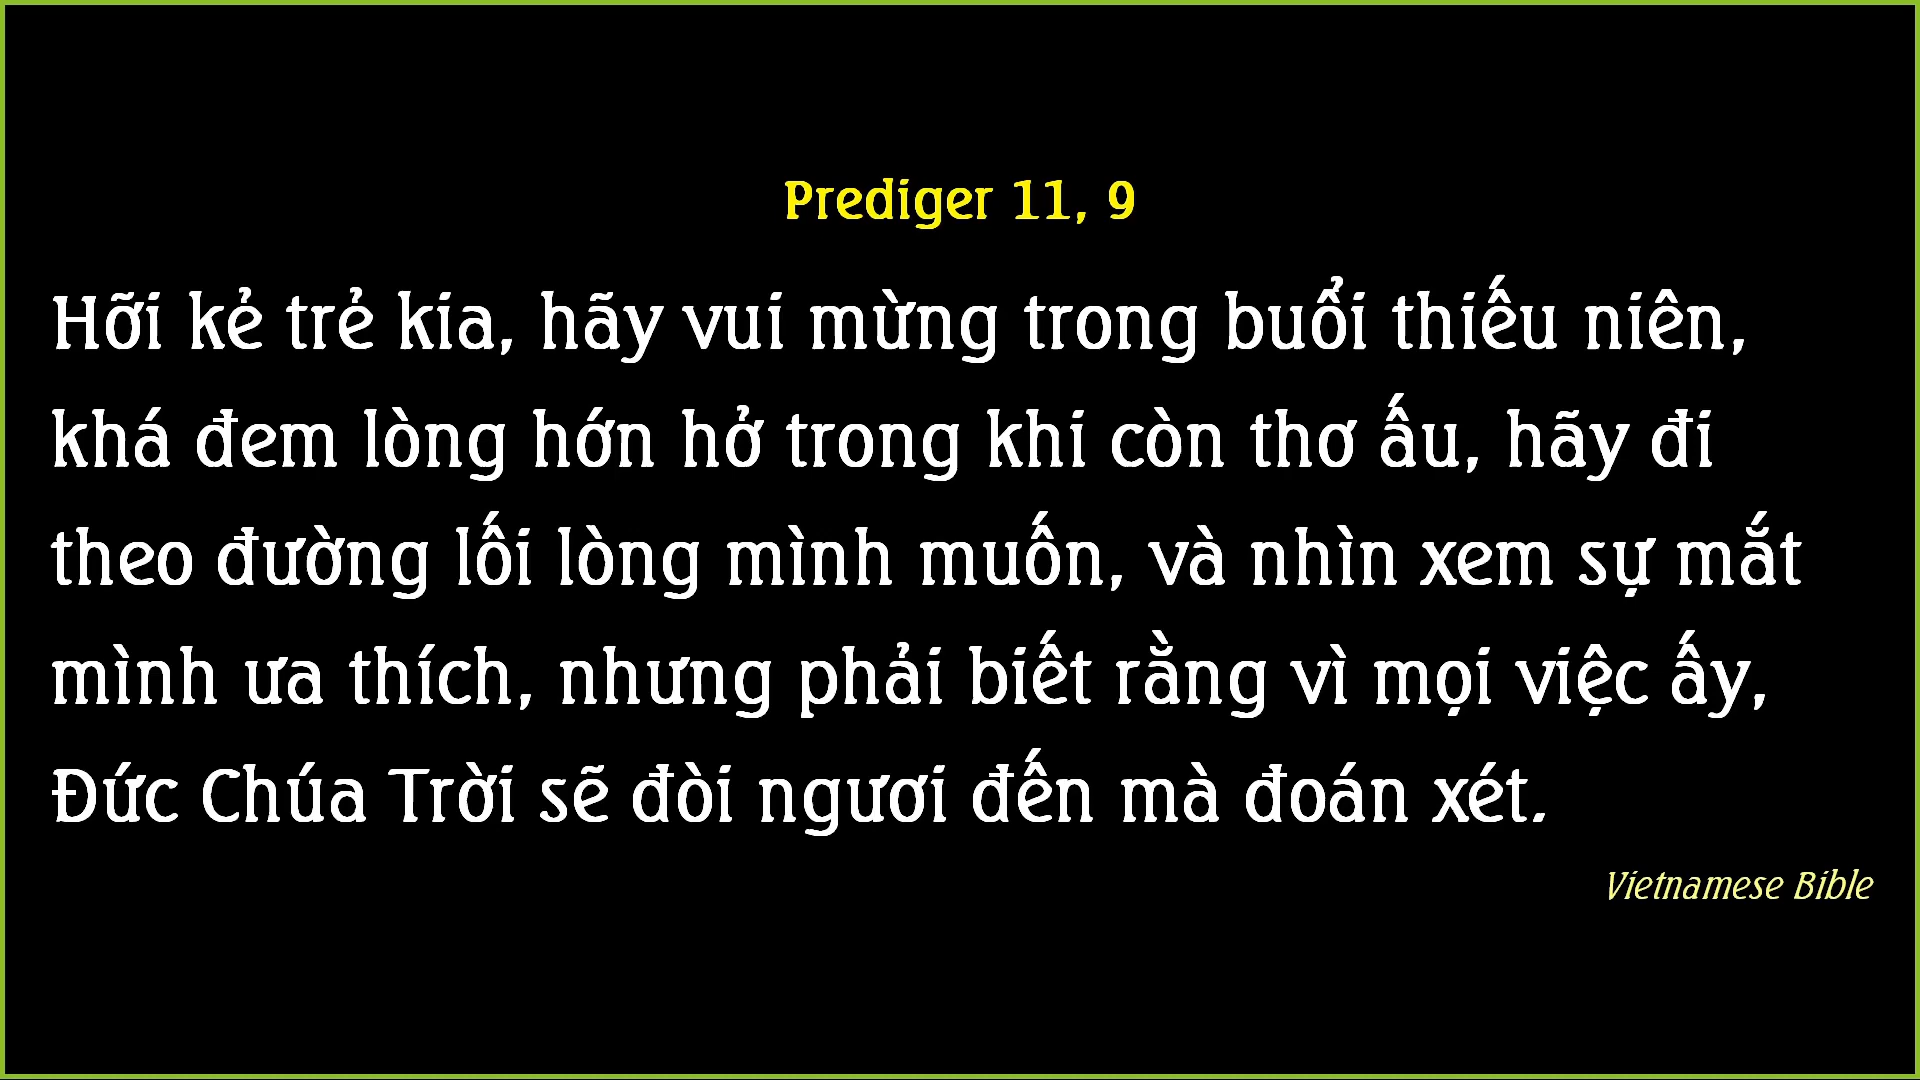 Prediger 11, 9
Hỡi kẻ trẻ kia, hãy vui mừng trong buổi thiếu niên,
khá đem lòng hớn hở trong khi còn thơ ấu, hãy đi
theo đường lối lòng mình muốn, và nhìn xem sự mắt
mình ưa thích, nhưng phải biết rằng vì mọi việc ấy,
Đức Chúa Trời sẽ đòi ngươi đến mà đoán xét.
Vietnamese Bible